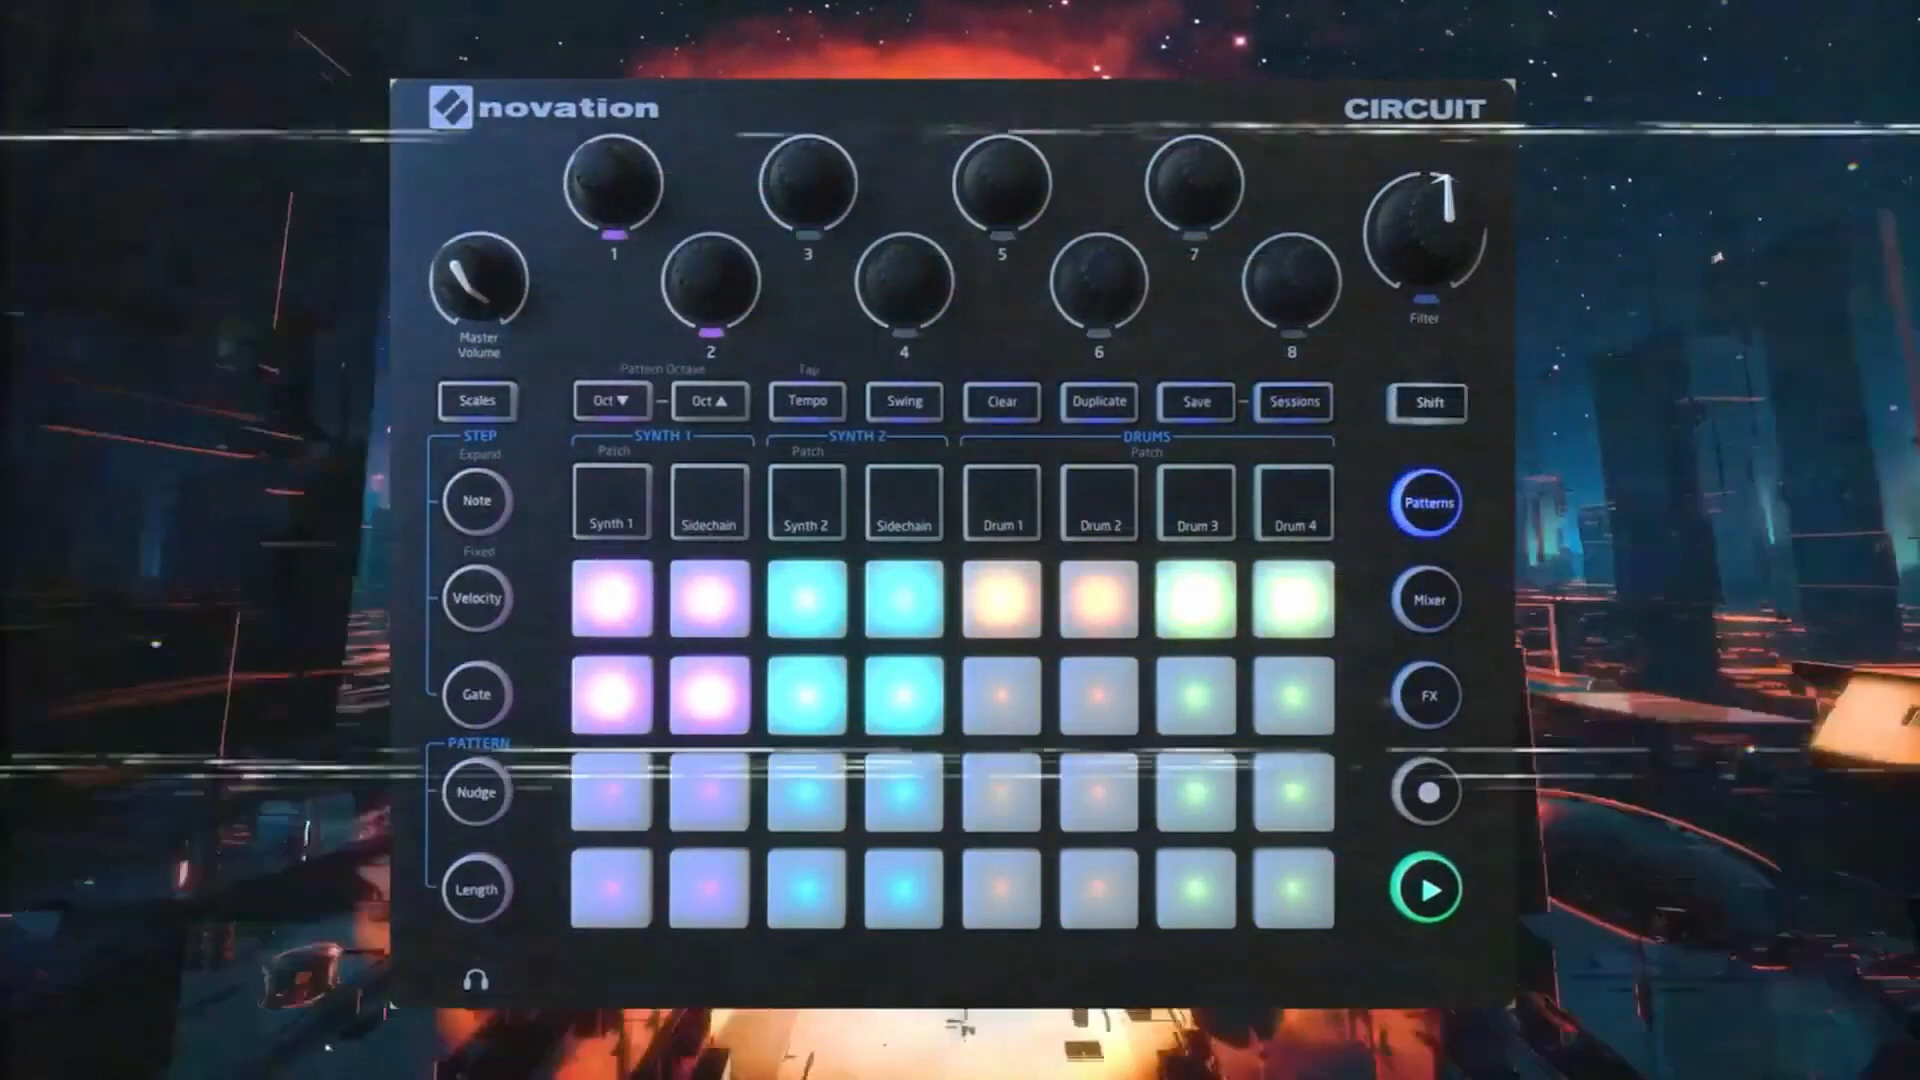 novation
CIRCUIT
1
3
5
7
Master
Volume
2
4
6
8
Filter
Pattern Octave
Tap
Scales
Oct ▼
Oct ▲
Tempo
Swing
Clear
Duplicate
Save
Sessions
Shift
STEP
SYNTH 1
SYNTH 2
DRUMS
Expand
Patch
Patch
Patch
Note
Synth 1
Sidechain
Synth 2
Sidechain
Drum 1
Drum 2
Drum 3
Drum 4
Patterns
Fixed
Velocity
Mixer
Gate
FX
PATTERN
Nudge
Length